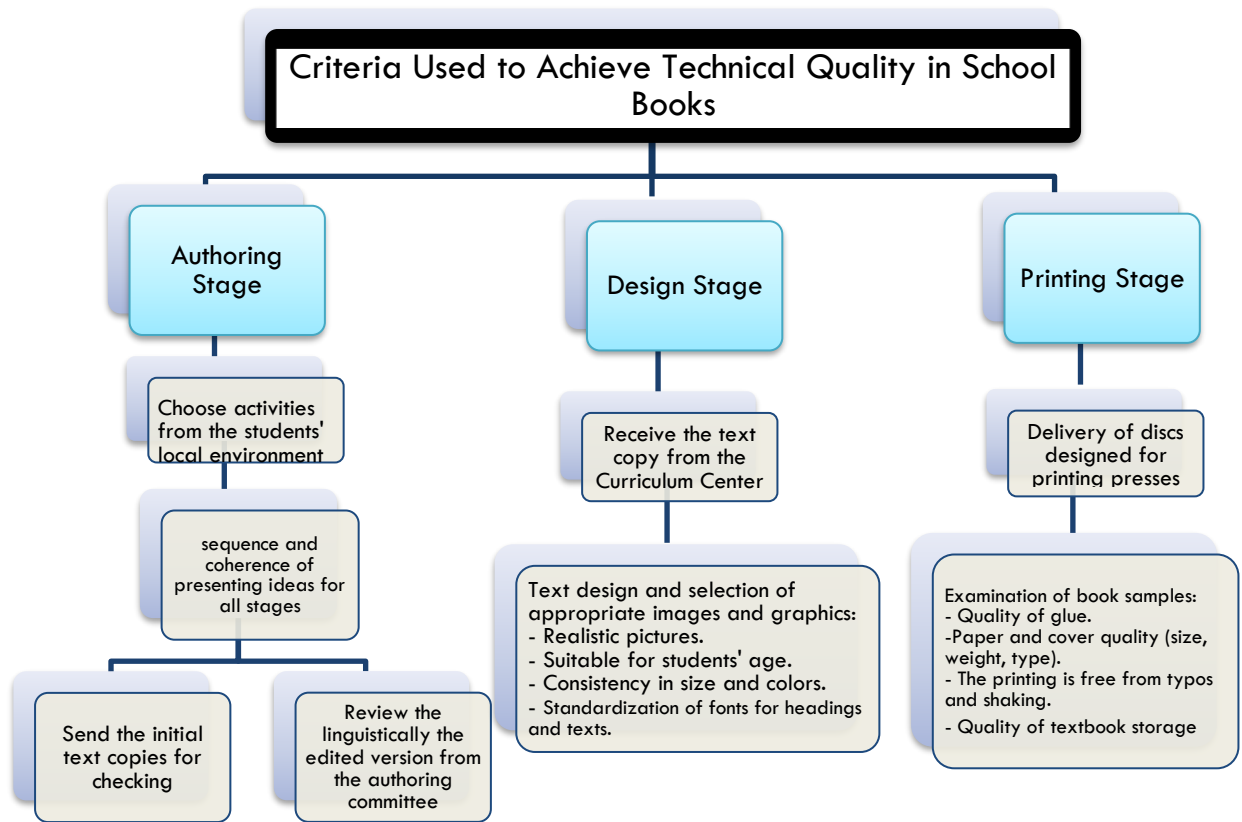 Criteria Used to Achieve Technical Quality in School
Books
Authoring
Stage
Choose activities
from the students'
local environment
sequence and
coherence of
presenting ideas for
all stages
Send the initial
text copies for
checking
Review the
linguistically the
edited version from
the authoring
committee
Design Stage
Receive the text
copy from the
Curriculum Center
Text design and selection of
appropriate images and graphics:
- Realistic pictures.
- Suitable for students' age.
- Consistency in size and colors.
- Standardization of fonts for headings
and texts.
Printing Stage
Delivery of discs
designed for
printing presses
Examination of book samples:
- Quality of glue.
-Paper and cover quality (size,
weight, type).
- The printing is free from typos
and shaking.
- Quality of textbook storage